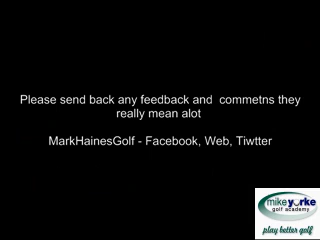 Please send back any feedback and  commetns they
really mean alot
MarkHainesGolf - Facebook, Web, Tiwtter
mike yorke
golf academy
play better golf